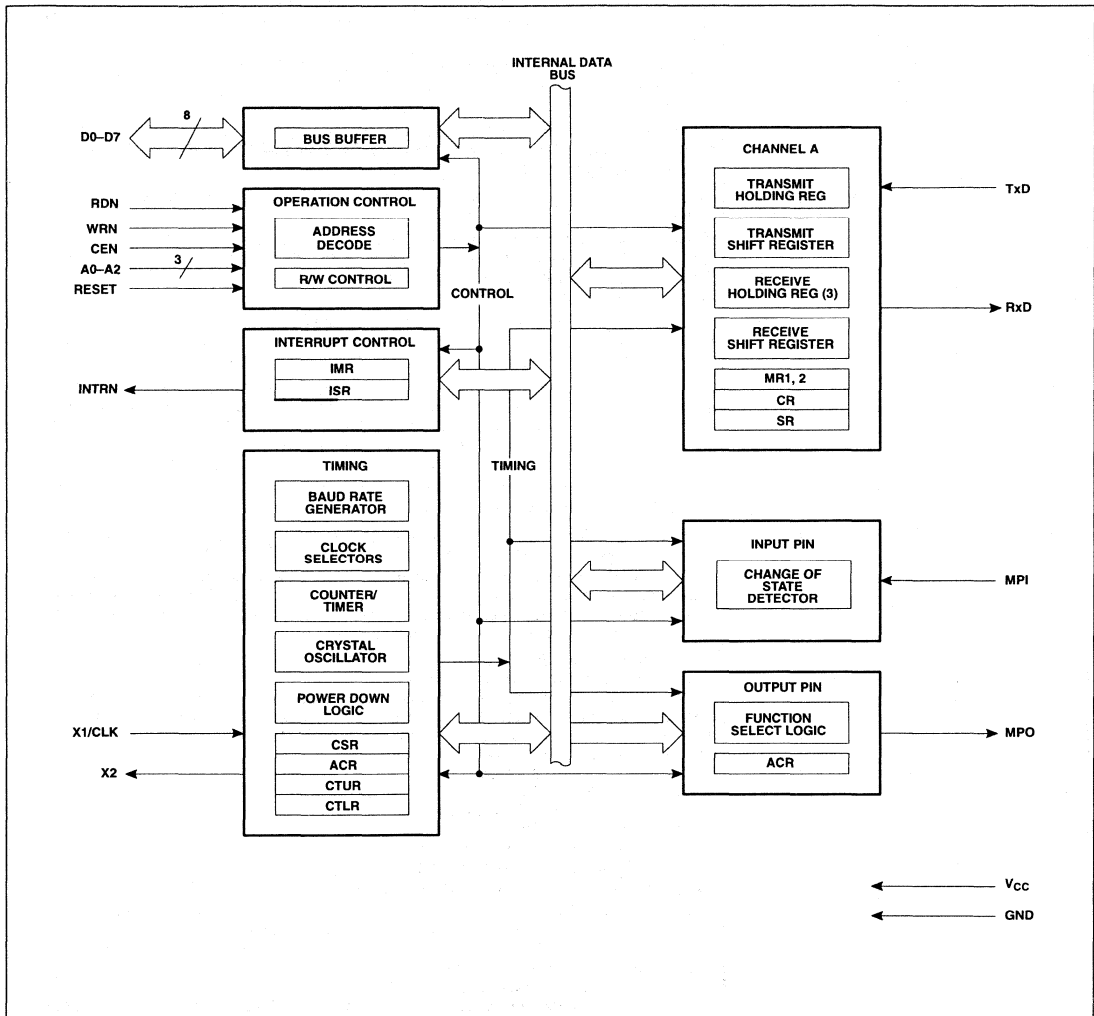 INTERNAL DATA
BUS
8
D0–D7
BUS BUFFER
RDN
WRN
CEN
A0–A2
3
RESET
OPERATION CONTROL
ADDRESS
DECODE
R/W CONTROL
CONTROL
INTRN
INTERRUPT CONTROL
IMR
ISR
TIMING
BAUD RATE
GENERATOR
CLOCK
SELECTORS
COUNTER/
TIMER
CRYSTAL
OSCILLATOR
POWER DOWN
LOGIC
CSR
ACR
CTUR
CTLR
X1/CLK
X2
TIMING
CHANNEL A
TRANSMIT
HOLDING REG
TRANSMIT
SHIFT REGISTER
RECEIVE
HOLDING REG (3)
RECEIVE
SHIFT REGISTER
MR1, 2
CR
SR
TxD
RxD
INPUT PIN
CHANGE OF
STATE
DETECTOR
MPI
OUTPUT PIN
FUNCTION
SELECT LOGIC
ACR
MPO
VCC
GND